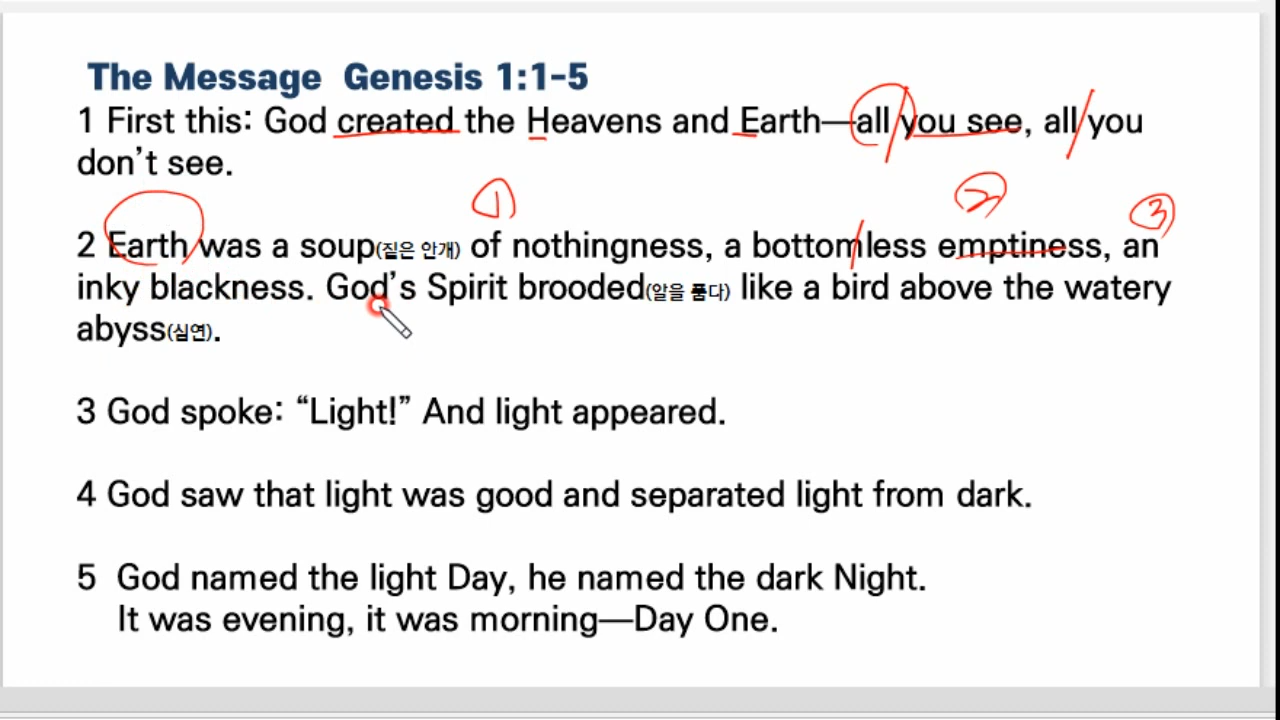 The Message  Genesis 1:1-5
1 First this: God created the Heavens and Earth—all you see, all you
don't see.
① ② ③
2 Earth was a soup(짙은 안개) of nothingness, a bottomless emptiness, an
inky blackness. God's Spirit brooded(알을 품다) like a bird above the watery
abyss(심연).
3 God spoke: “Light!” And light appeared.
4 God saw that light was good and separated light from dark.
5  God named the light Day, he named the dark Night.
It was evening, it was morning—Day One.